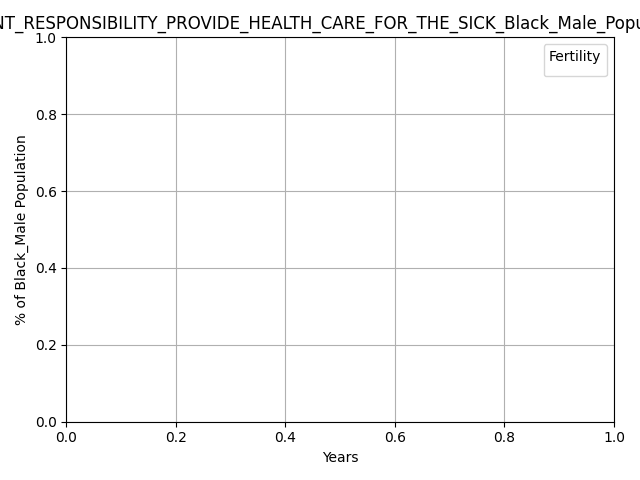 NT_RESPONSIBILITY_PROVIDE_HEALTH_CARE_FOR_THE_SICK_Black_Male_Popu
Fertility
% of Black_Male Population
1.0
0.8
0.6
0.4
0.2
0.0
0.0 0.2 0.4 0.6 0.8 1.0
Years